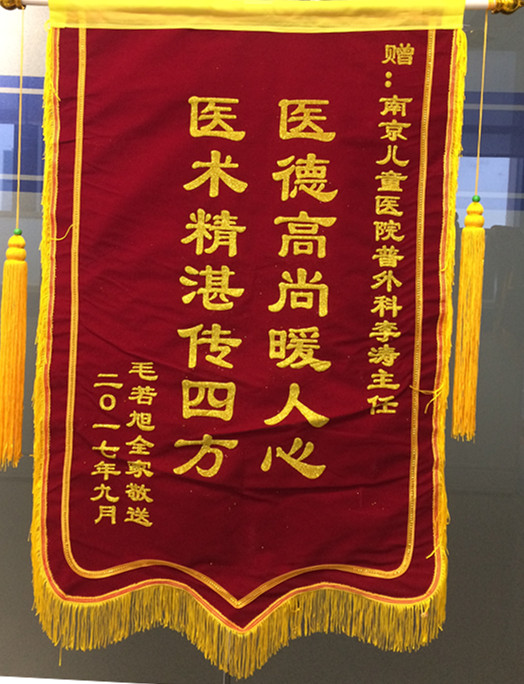 赠：南京儿童医院普外科李涛主任
医德高尚暖人心
医术精湛传四方
毛若旭全家敬送
二〇一七年九月